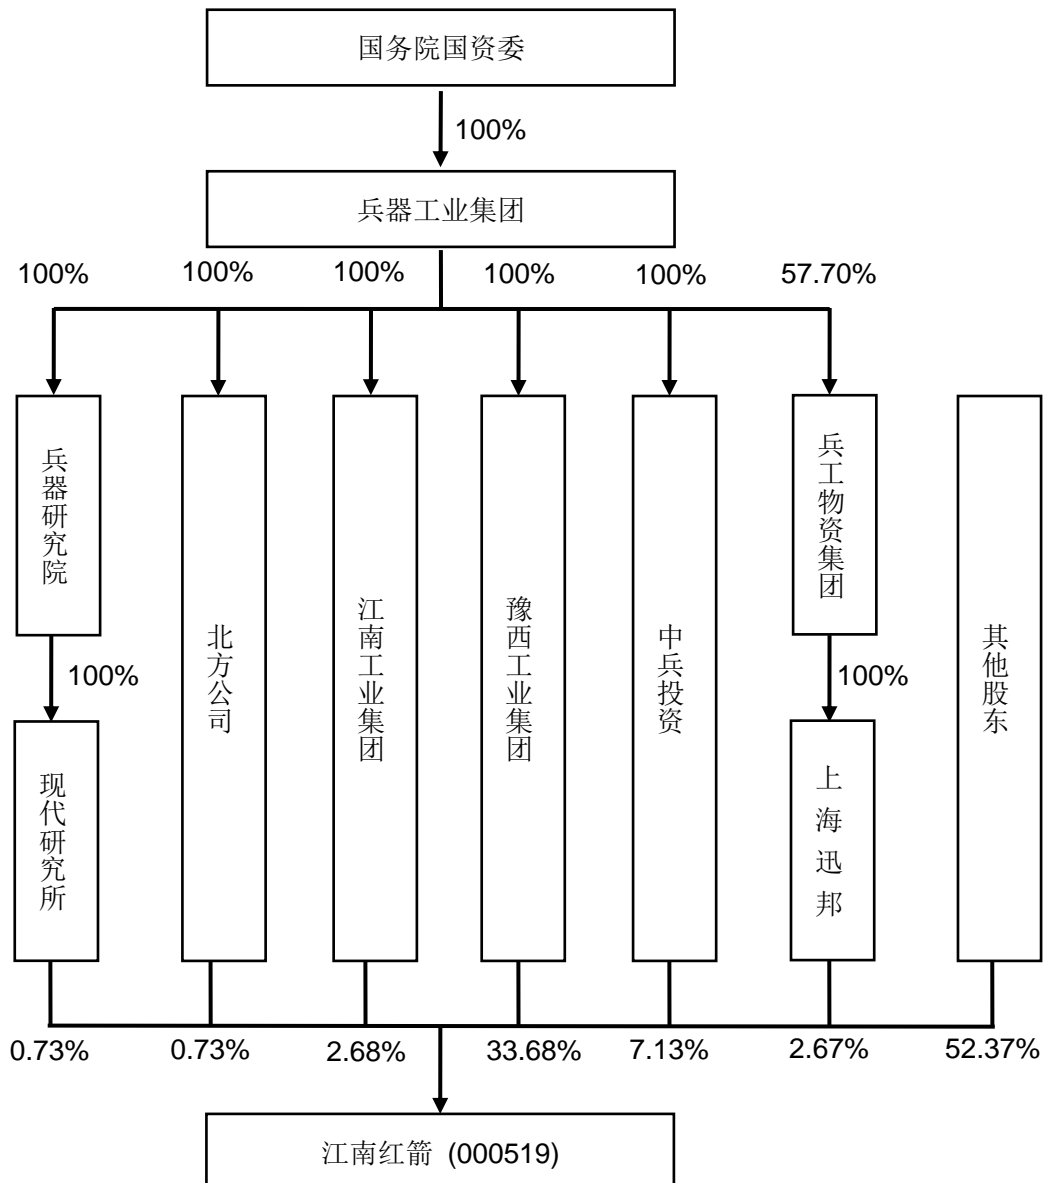 国务院国资委
100%
兵器工业集团
100%
100%
100%
100%
100%
57.70%
兵器研究院
北方公司
江南工业集团
豫西工业集团
中兵投资
兵工物资集团
其他股东
100%
100%
现代研究所
上海迅邦
0.73%
0.73%
2.68%
33.68%
7.13%
2.67%
52.37%
江南红箭 (000519)